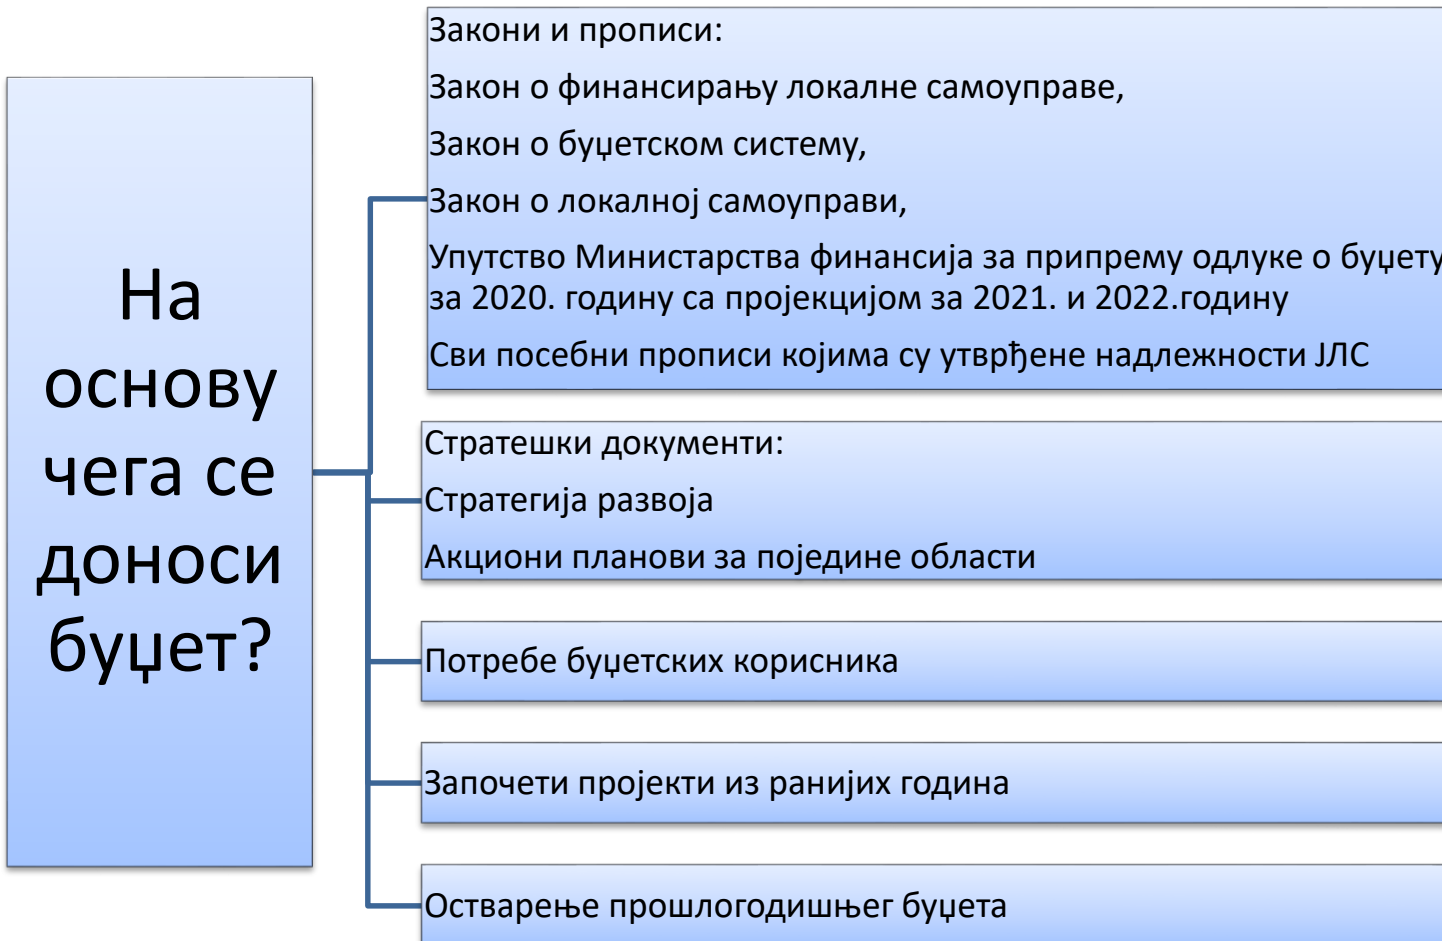 На
основу
чега се
доноси
буџет?
Закони и прописи:
Закон о финансирању локалне самоуправе,
Закон о буџетском систему,
Закон о локалној самоуправи,
Упутство Министарства финансија за припрему одлуке о буџету
за 2020. годину са пројекцијом за 2021. и 2022.годину
Сви посебни прописи којима су утврђене надлежности ЈЛС
Стратешки документи:
Стратегија развоја
Акциони планови за поједине области
Потребе буџетских корисника
Започети пројекти из ранијих година
Остварење прошлогодишњег буџета